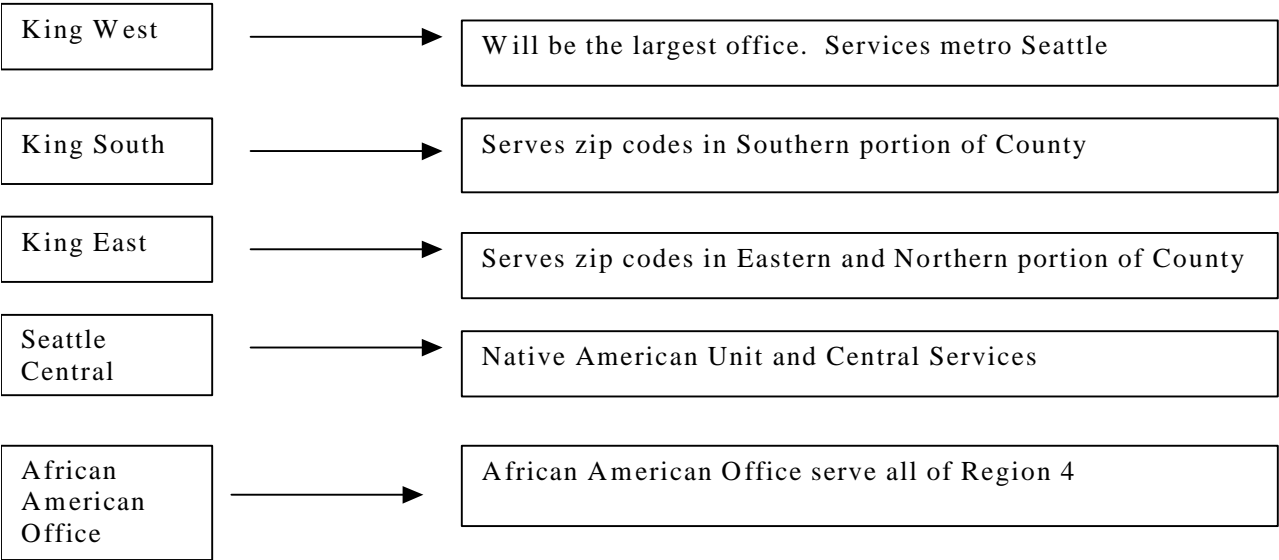 King West
Will be the largest office.  Services metro Seattle
King South
Serves zip codes in Southern portion of County
King East
Serves zip codes in Eastern and Northern portion of County
Seattle
Central
Native American Unit and Central Services
African
American
Office
African American Office serve all of Region 4